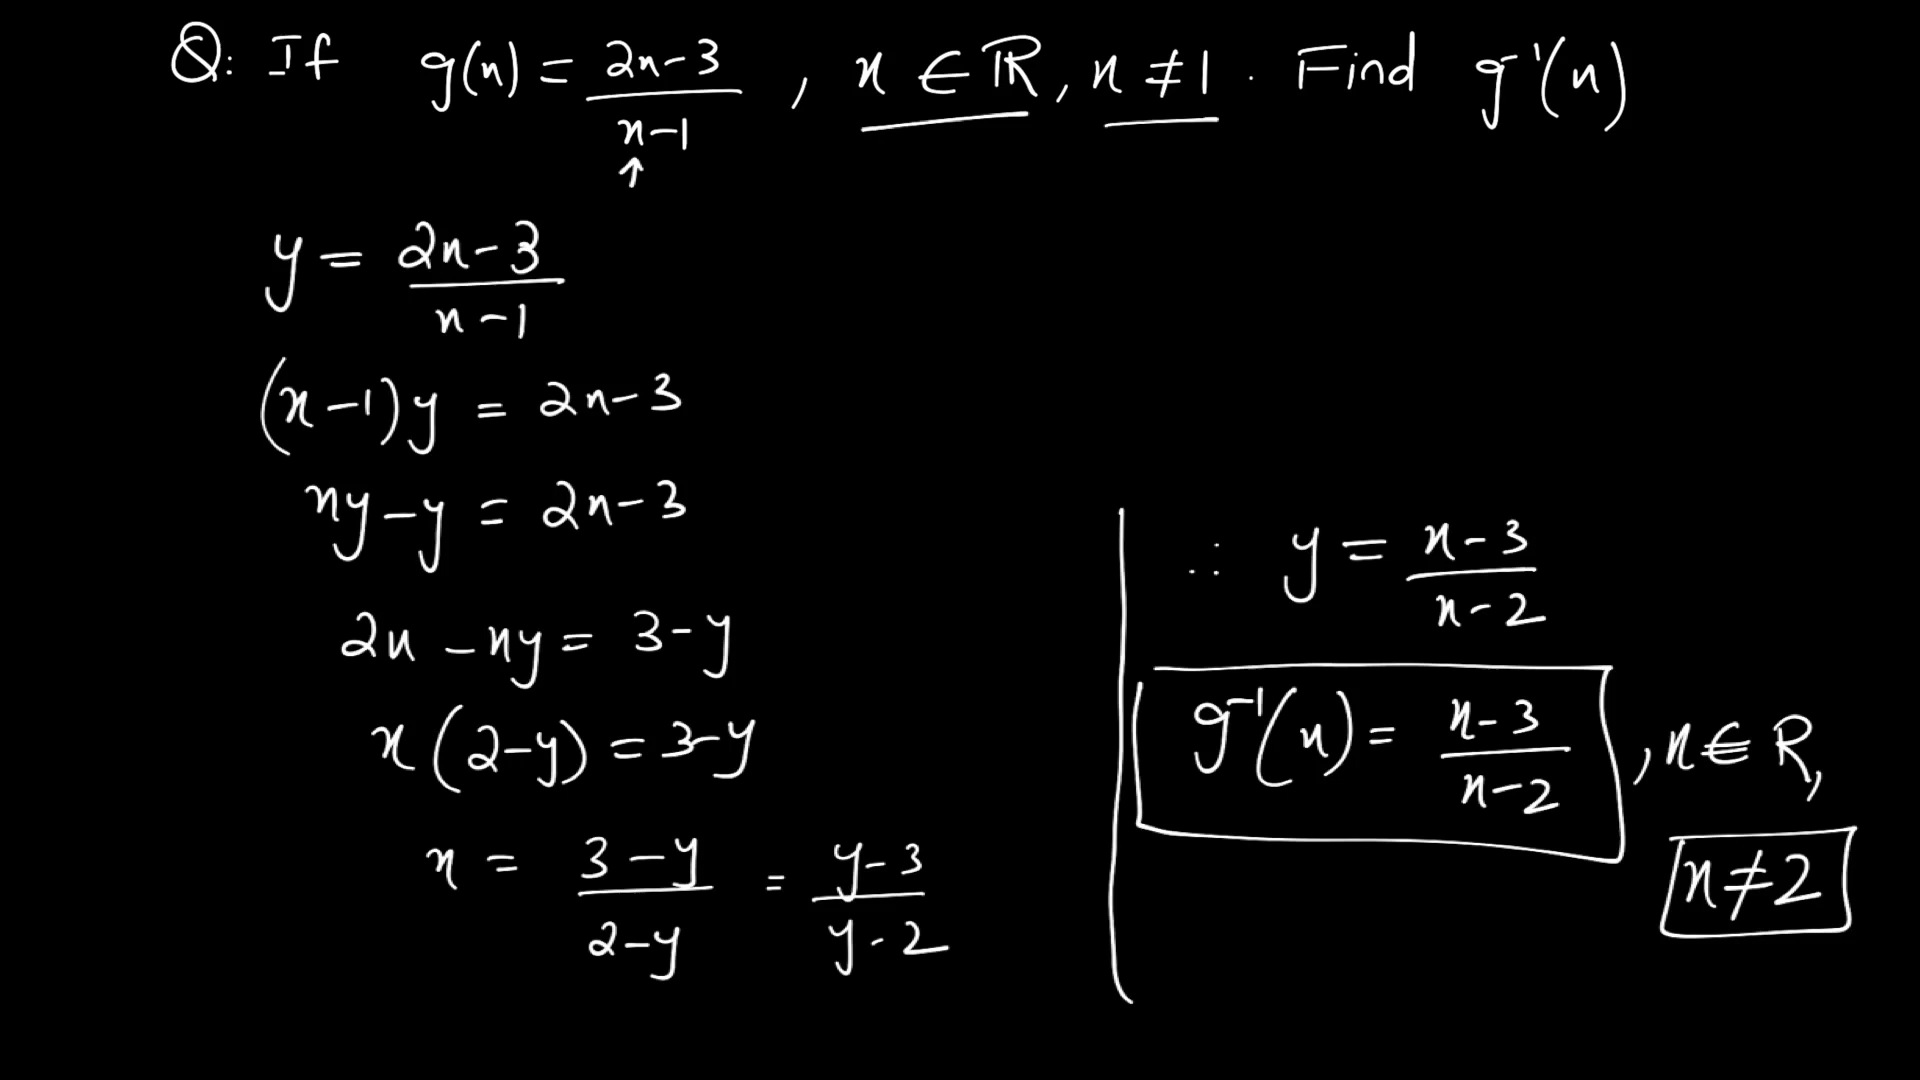 Q: If g(x) = (2x-3)/(x-1), x ∈ ℝ, x ≠ 1. Find g⁻¹(x)
↑
y = (2x-3)/(x-1)
(x-1)y = 2x-3
xy-y = 2x-3
2x - xy = 3-y
x(2-y) = 3-y
x = (3-y)/(2-y) = (y-3)/(y-2)
∴ y = (x-3)/(x-2)
g⁻¹(x) = (x-3)/(x-2), x ∈ R,
x ≠ 2